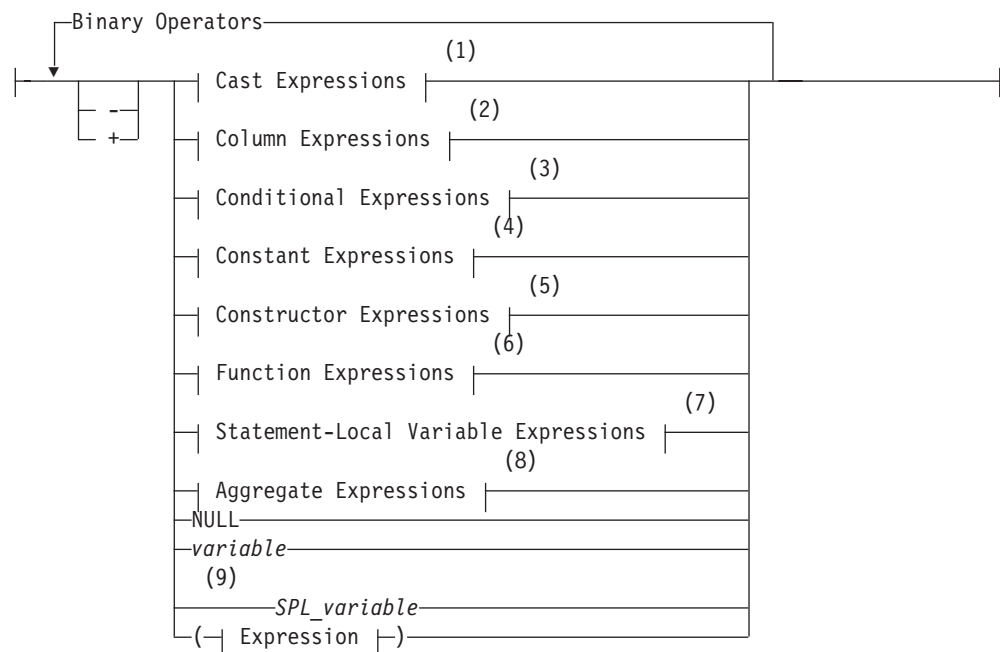 Binary Operators
(1)
Cast Expressions
-
(2)
+
Column Expressions
(3)
Conditional Expressions
(4)
Constant Expressions
(5)
Constructor Expressions
(6)
Function Expressions
(7)
Statement-Local Variable Expressions
(8)
Aggregate Expressions
NULL
variable
(9)
SPL_variable
( Expression )